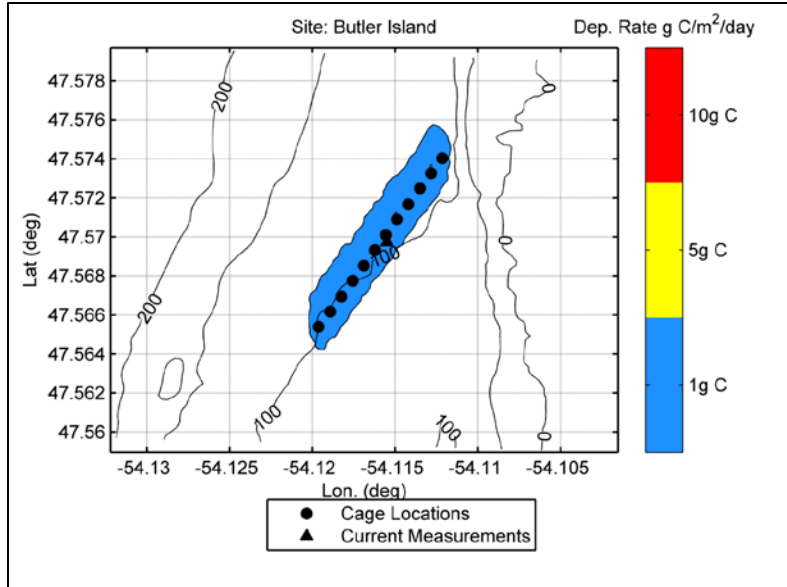 Site: Butler Island
Dep. Rate g C/m²/day
47.578
47.576
47.574
47.572
47.57
47.568
47.566
47.564
47.562
47.56
Lat (deg)
200
200
100
100
100
0
0
0
10g C
5g C
1g C
-54.13
-54.125
-54.12
-54.115
-54.11
-54.105
Lon. (deg)
Cage Locations
Current Measurements